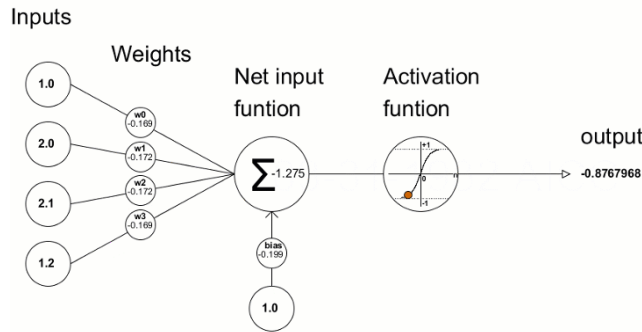 Inputs
Weights
Net input
funtion
Activation
funtion
output
1.0
2.0
2.1
1.2
w0
-0.169
w1
-0.172
w2
-0.172
w3
-0.169
Σ -1.275
bias
-0.199
1.0
+1
0
-1
-0.8767968